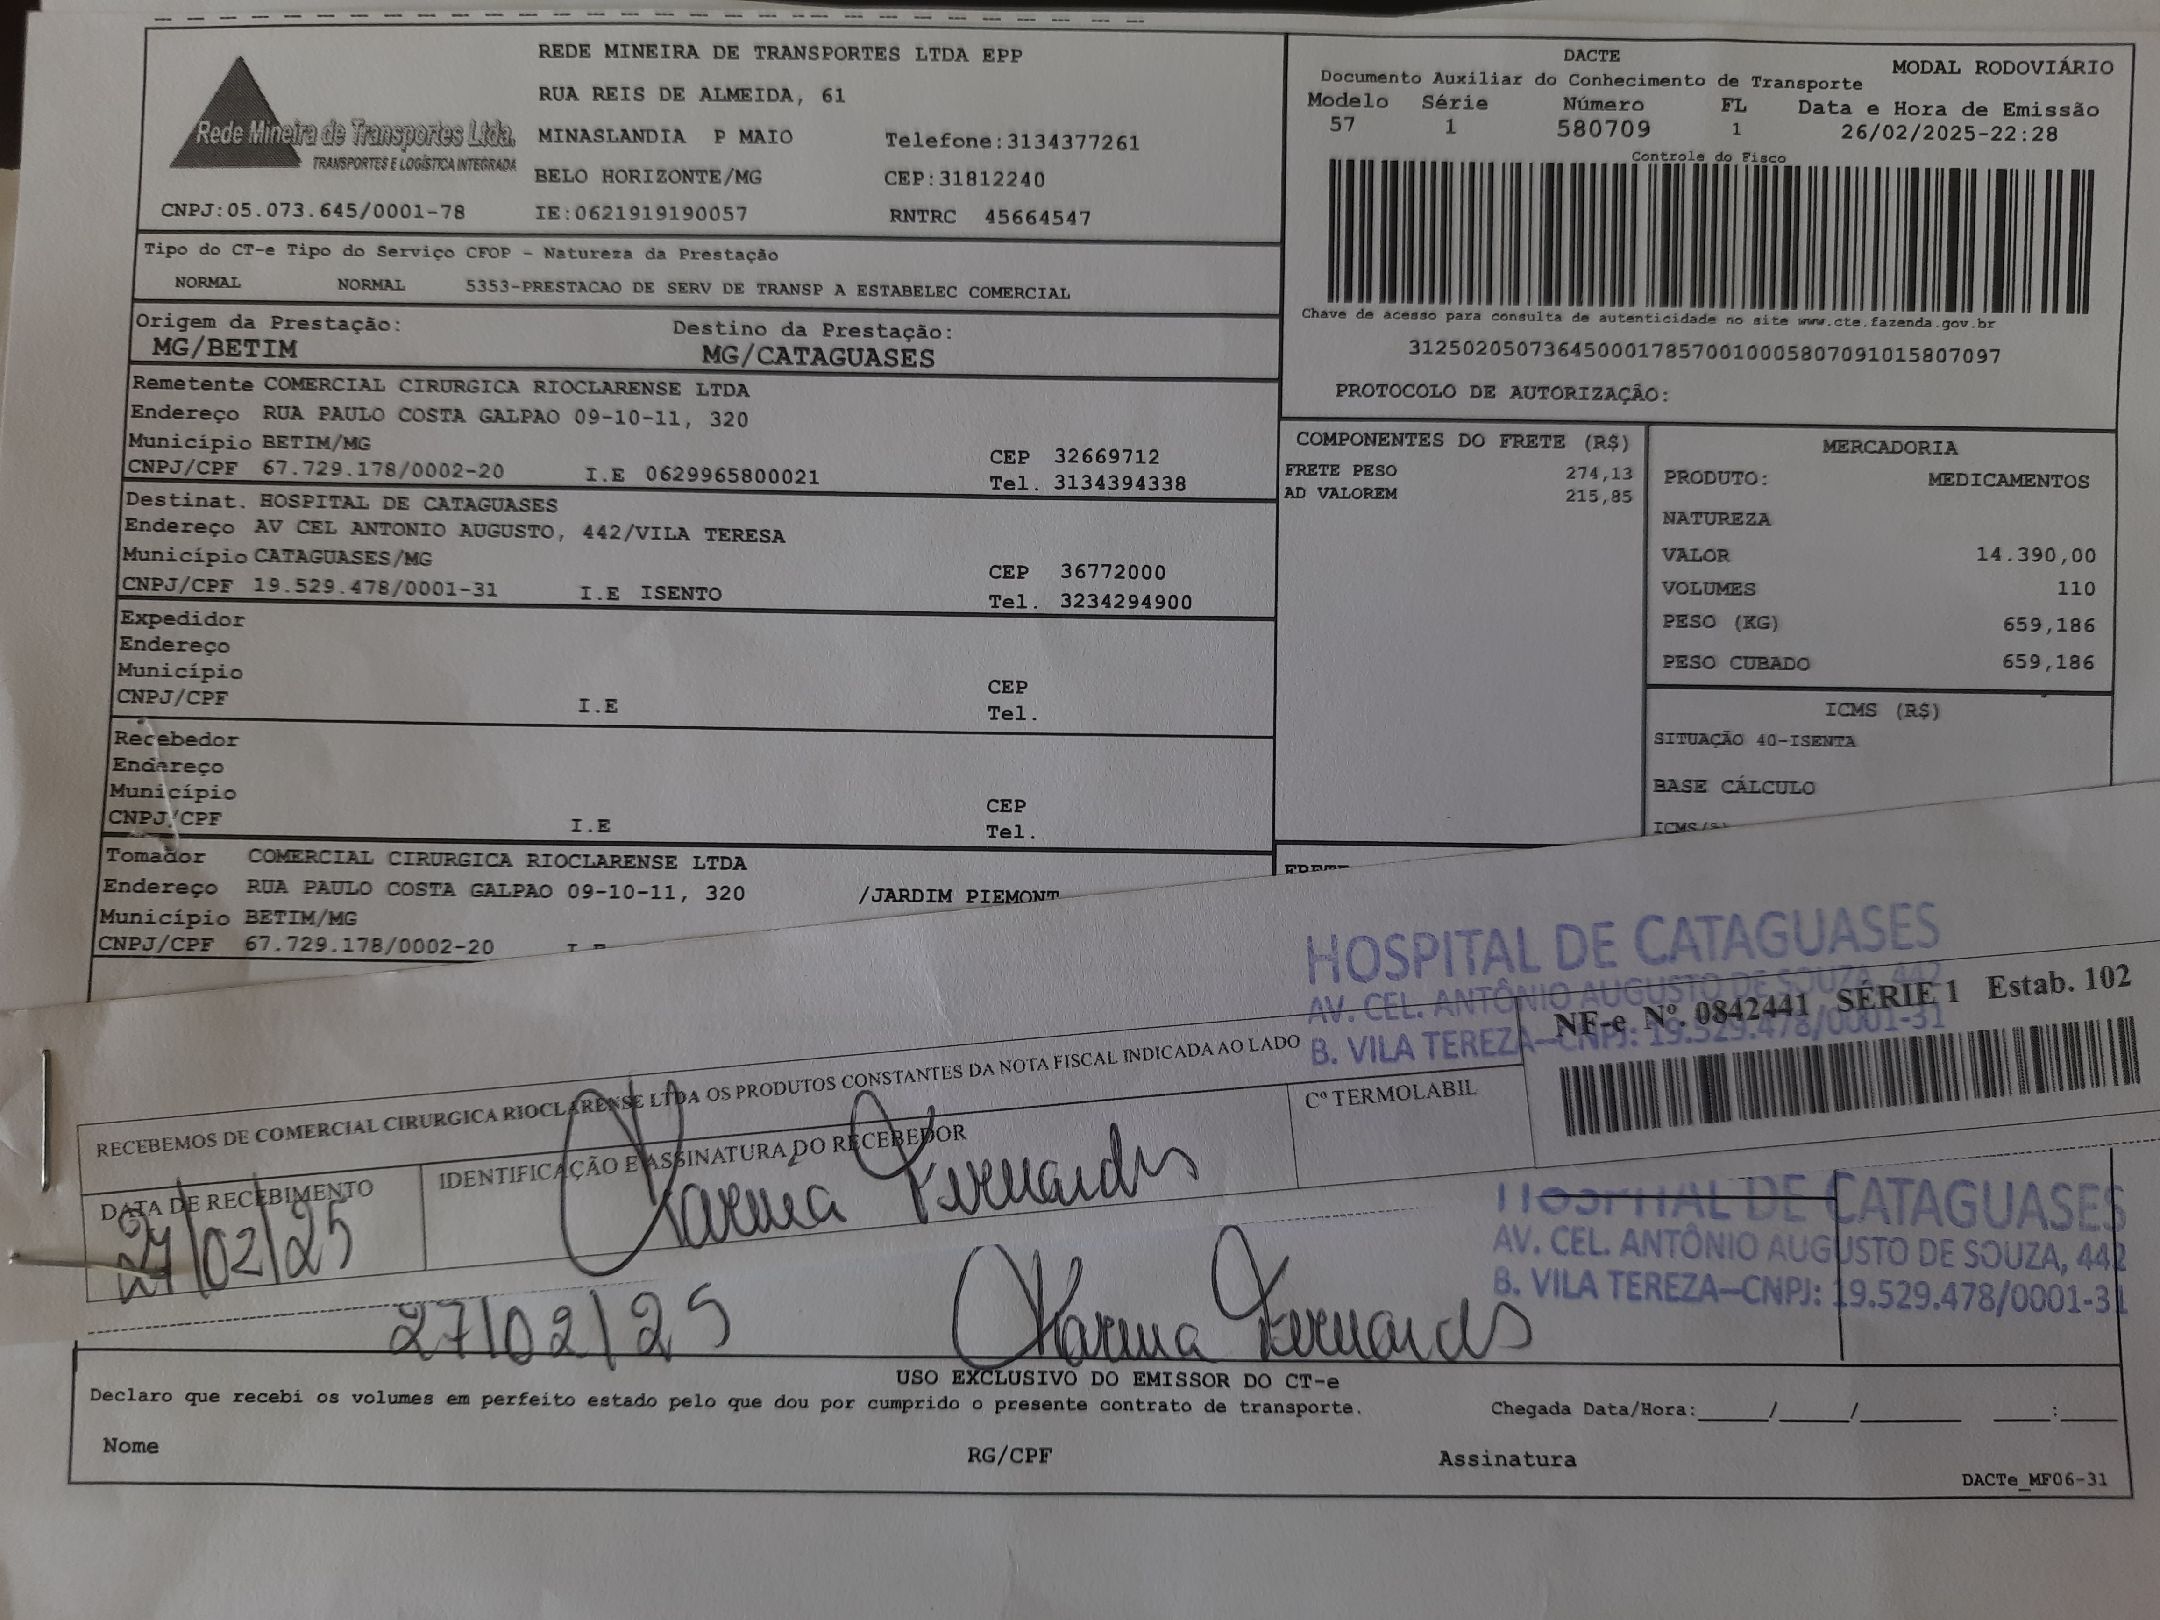 REDE MINEIRA DE TRANSPORTES LTDA EPP
RUA REIS DE ALMEIDA, 61
Rede Mineira de Transportes Ltda.
TRANSPORTES E LOGÍSTICA INTEGRADA
MINASLANDIA P MAIO Telefone:3134377261
BELO HORIZONTE/MG CEP:31812240
CNPJ:05.073.645/0001-78 IE:0621919190057 RNTRC 45664547
DACTE
Documento Auxiliar do Conhecimento de Transporte MODAL RODOVIÁRIO
Modelo Série Número FL Data e Hora de Emissão
57 1 580709 1 26/02/2025-22:28
Controle do Fisco
Chave de acesso para consulta de autenticidade no site www.cte.fazenda.gov.br
31250205073645000178570010005807091015807097
PROTOCOLO DE AUTORIZAÇÃO:
Tipo do CT-e Tipo do Serviço CFOP - Natureza da Prestação
NORMAL NORMAL 5353-PRESTACAO DE SERV DE TRANSP A ESTABELEC COMERCIAL
Origem da Prestação: Destino da Prestação:
MG/BETIM MG/CATAGUASES
Remetente COMERCIAL CIRURGICA RIOCLARENSE LTDA
Endereço RUA PAULO COSTA GALPAO 09-10-11, 320
Município BETIM/MG CEP 32669712
CNPJ/CPF 67.729.178/0002-20 I.E 0629965800021 Tel. 3134394338
Destinat. HOSPITAL DE CATAGUASES
Endereço AV CEL ANTONIO AUGUSTO, 442/VILA TERESA
Município CATAGUASES/MG CEP 36772000
CNPJ/CPF 19.529.478/0001-31 I.E ISENTO Tel. 3234294900
Expedidor
Endereço
Município CEP
CNPJ/CPF I.E Tel.
Recebedor
Endereço
Município CEP
CNPJ/CPF I.E Tel.
Tomador COMERCIAL CIRURGICA RIOCLARENSE LTDA
Endereço RUA PAULO COSTA GALPAO 09-10-11, 320 /JARDIM PIEMONT
Município BETIM/MG
CNPJ/CPF 67.729.178/0002-20
COMPONENTES DO FRETE (R$)
FRETE PESO 274,13
AD VALOREM 215,85
MERCADORIA
PRODUTO: MEDICAMENTOS
NATUREZA
VALOR 14.390,00
VOLUMES 110
PESO (KG) 659,186
PESO CUBADO 659,186
ICMS (R$)
SITUAÇÃO 40-ISENTA
BASE CÁLCULO
HOSPITAL DE CATAGUASES
AV. CEL. ANTÔNIO AUGUSTO DE SOUZA, 442
B. VILA TEREZA—CNPJ: 19.529.478/0001-31
NF-e Nº. 0842441 SÉRIE 1 Estab. 102
RECEBEMOS DE COMERCIAL CIRURGICA RIOCLARENSE LTDA OS PRODUTOS CONSTANTES DA NOTA FISCAL INDICADA AO LADO
DATA DE RECEBIMENTO IDENTIFICAÇÃO E ASSINATURA DO RECEBEDOR Cº TERMOLABIL
27/02/25 Karina Fernandes
HOSPITAL DE CATAGUASES
AV. CEL. ANTÔNIO AUGUSTO DE SOUZA, 442
B. VILA TEREZA—CNPJ: 19.529.478/0001-31
27/02/25 Karina Fernandes
USO EXCLUSIVO DO EMISSOR DO CT-e
Declaro que recebi os volumes em perfeito estado pelo que dou por cumprido o presente contrato de transporte. Chegada Data/Hora:_____/_____/_______ ____:____
Nome RG/CPF Assinatura
DACTe_MF06-31